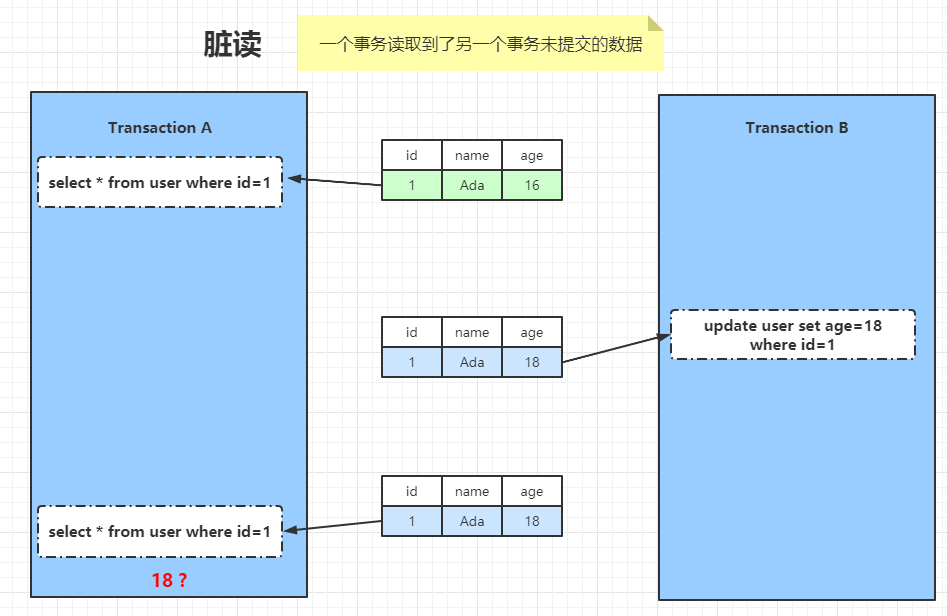 脏读
一个事务读取到了另一个事务未提交的数据
Transaction A
Transaction B
id name age
1 Ada 16
select * from user where id=1
id name age
1 Ada 18
update user set age=18
where id=1
id name age
1 Ada 18
select * from user where id=1
18 ?